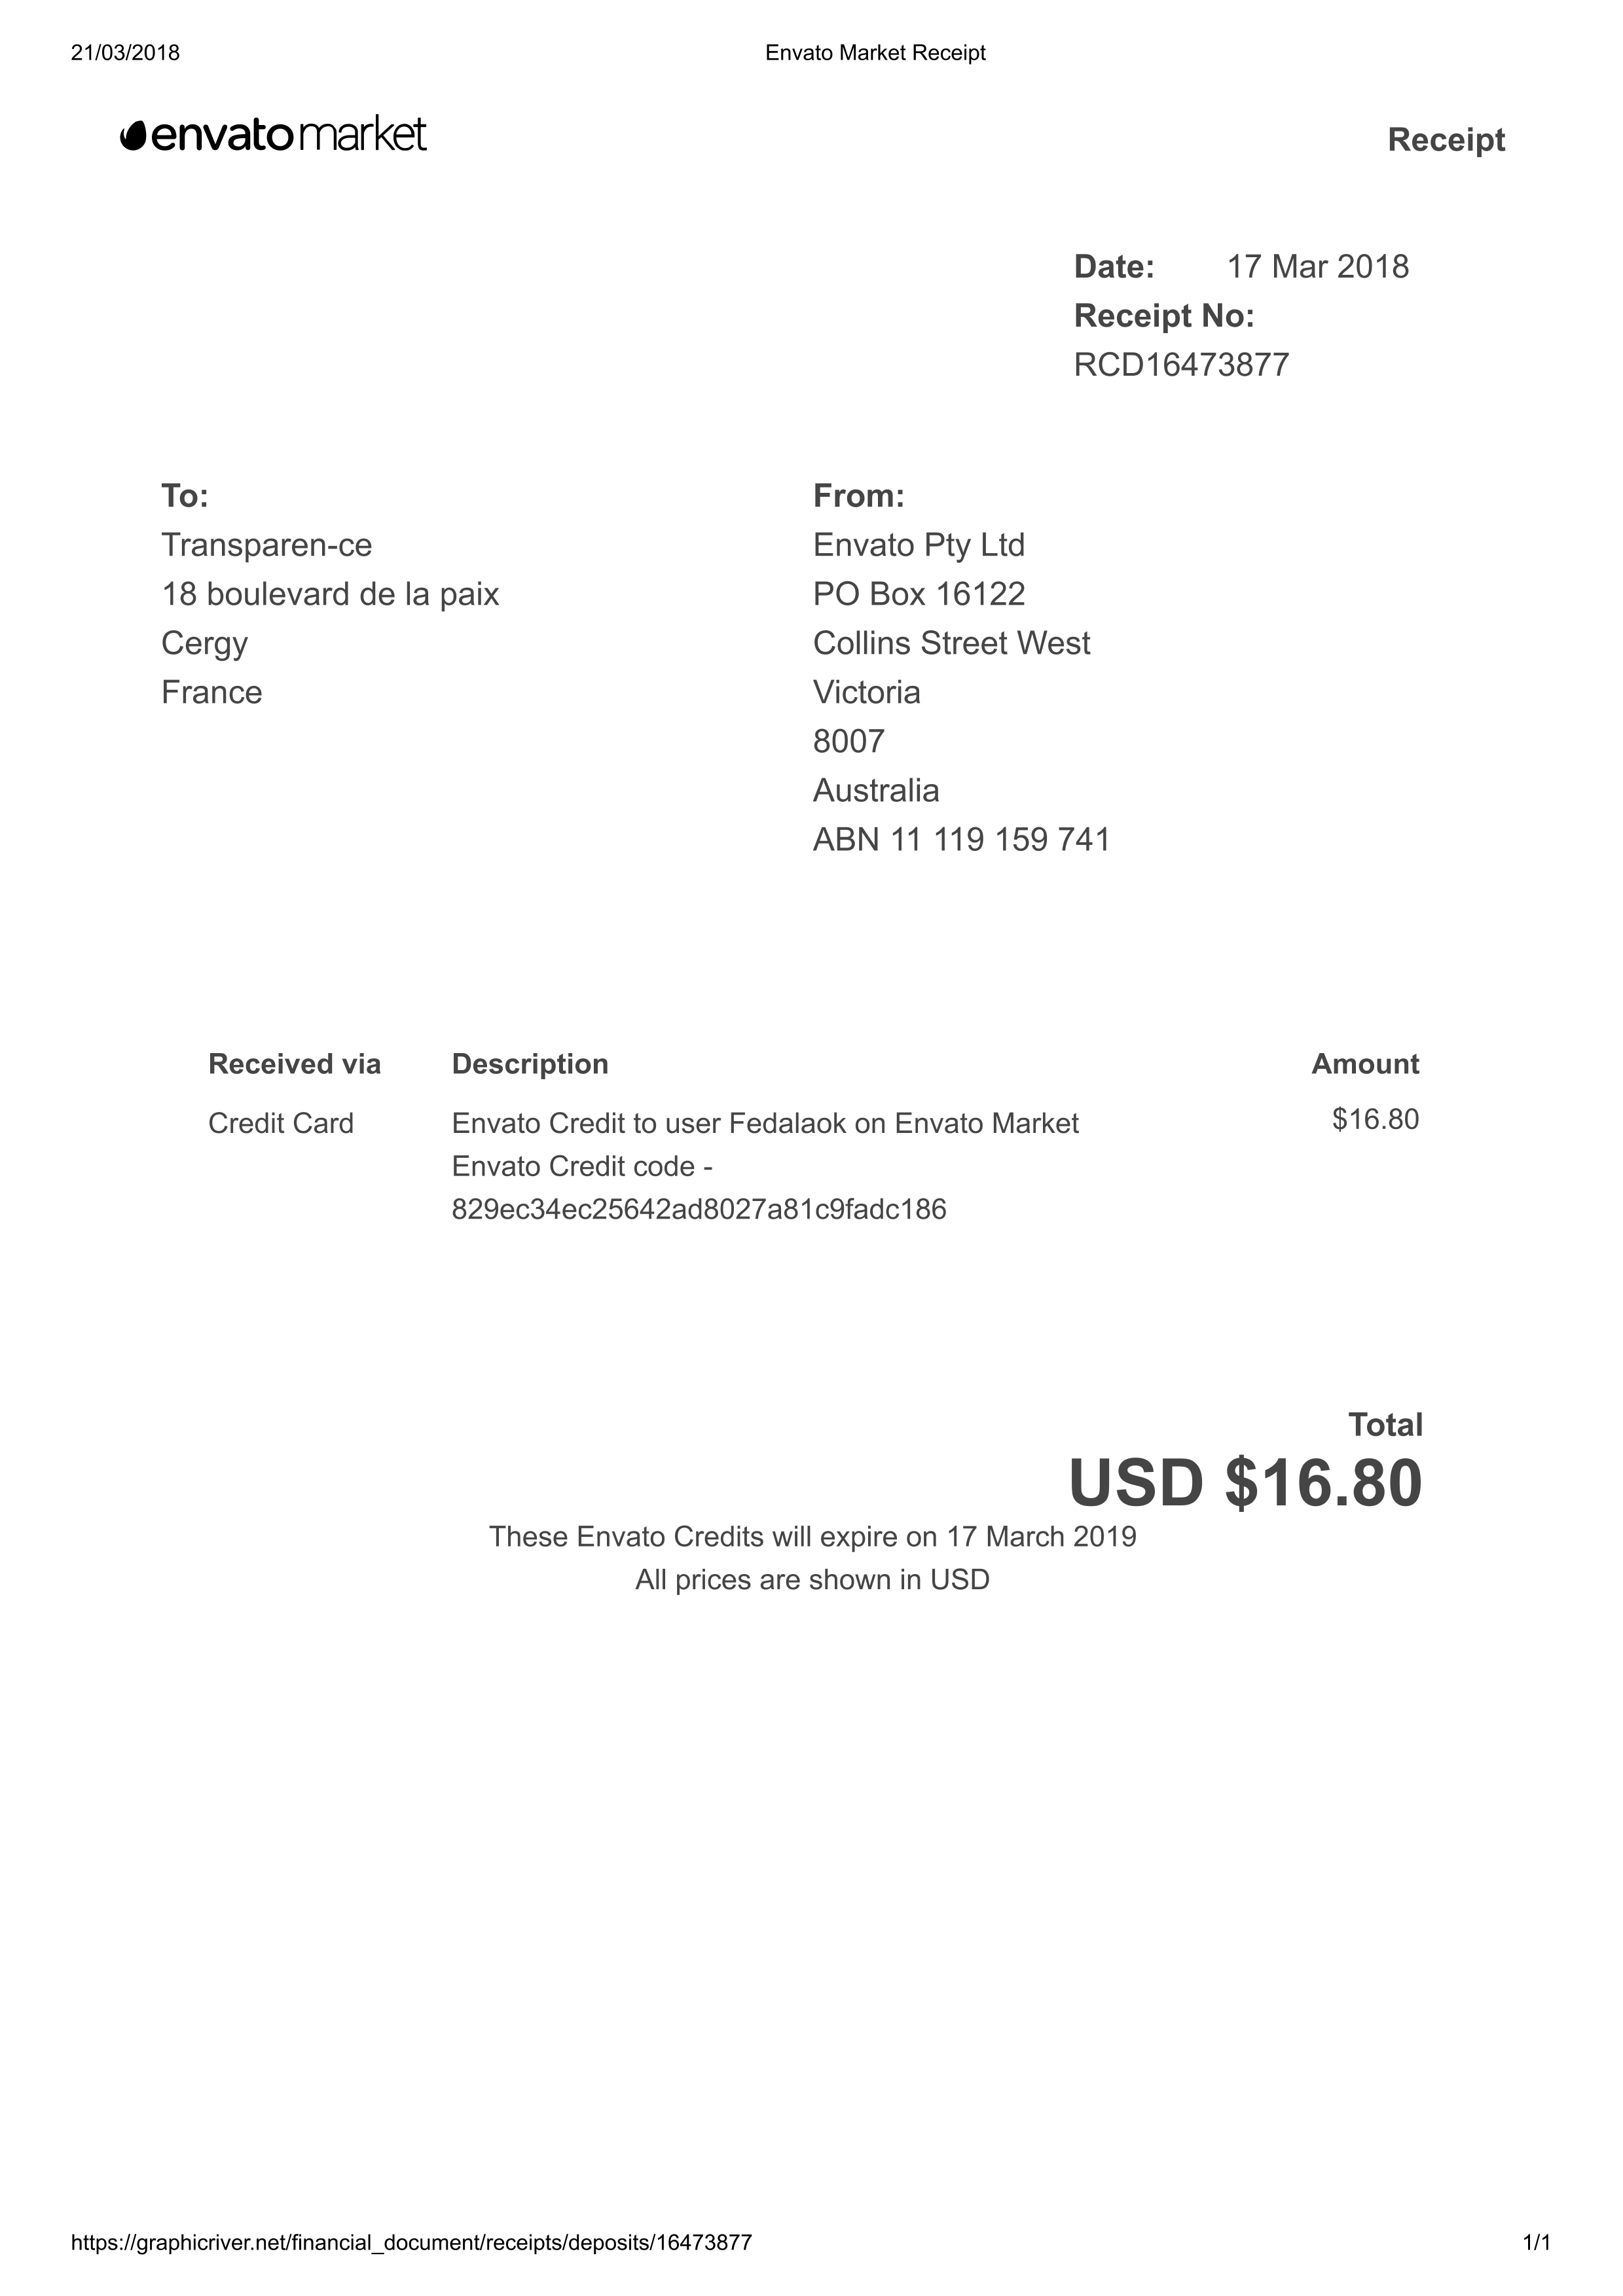 21/03/2018 Envato Market Receipt
envato market
Receipt
Date: 17 Mar 2018
Receipt No:
RCD16473877
To:
Transparen-ce
18 boulevard de la paix
Cergy
France
From:
Envato Pty Ltd
PO Box 16122
Collins Street West
Victoria
8007
Australia
ABN 11 119 159 741
Received via Description Amount
Credit Card Envato Credit to user Fedalaok on Envato Market $16.80
Envato Credit code -
829ec34ec25642ad8027a81c9fadc186
Total
USD $16.80
These Envato Credits will expire on 17 March 2019
All prices are shown in USD
https://graphicriver.net/financial_document/receipts/deposits/16473877 1/1